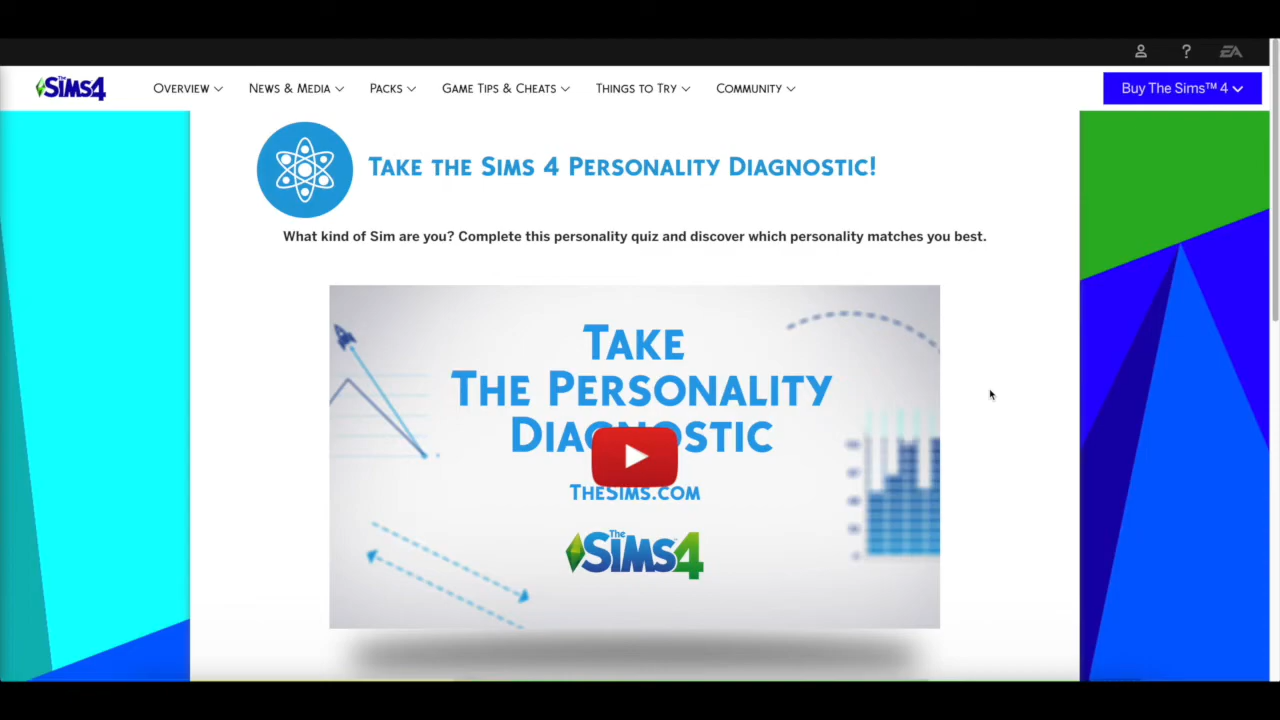 EA
The Sims 4
Overview
News & Media
Packs
Game Tips & Cheats
Things to Try
Community
Buy The Sims™ 4
Take the Sims 4 Personality Diagnostic!
What kind of Sim are you? Complete this personality quiz and discover which personality matches you best.
Take
The Personality
Diagnostic
TheSims.com
The Sims 4